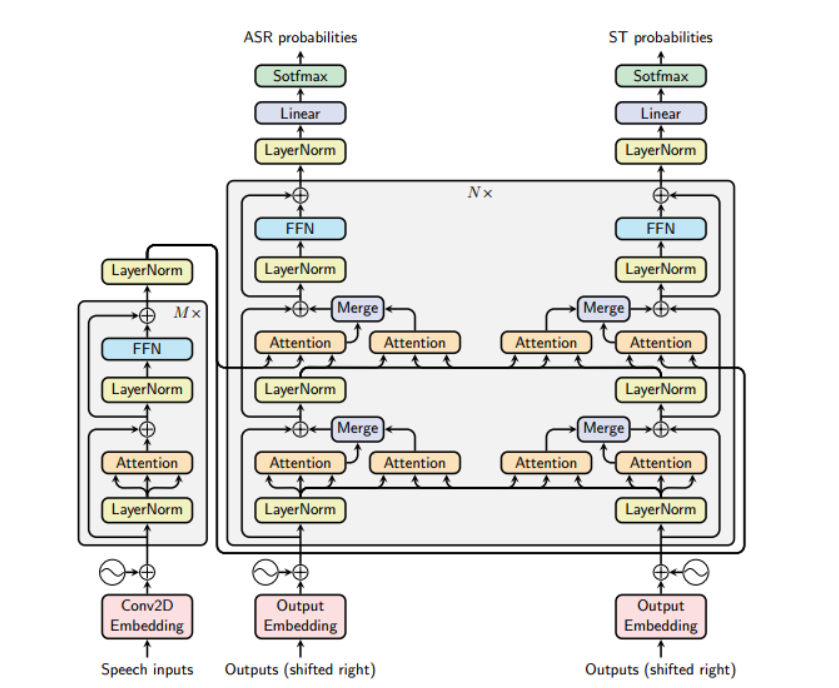 ASR probabilities
ST probabilities
Sotfmax
Sotfmax
Linear
Linear
LayerNorm
LayerNorm
N×
FFN
FFN
LayerNorm
LayerNorm
LayerNorm
M×
Merge
Merge
Attention
Attention
Attention
Attention
FFN
LayerNorm
LayerNorm
LayerNorm
Merge
Merge
Attention
Attention
Attention
Attention
Attention
LayerNorm
LayerNorm
LayerNorm
Conv2D
Embedding
Output
Embedding
Output
Embedding
Speech inputs
Outputs (shifted right)
Outputs (shifted right)